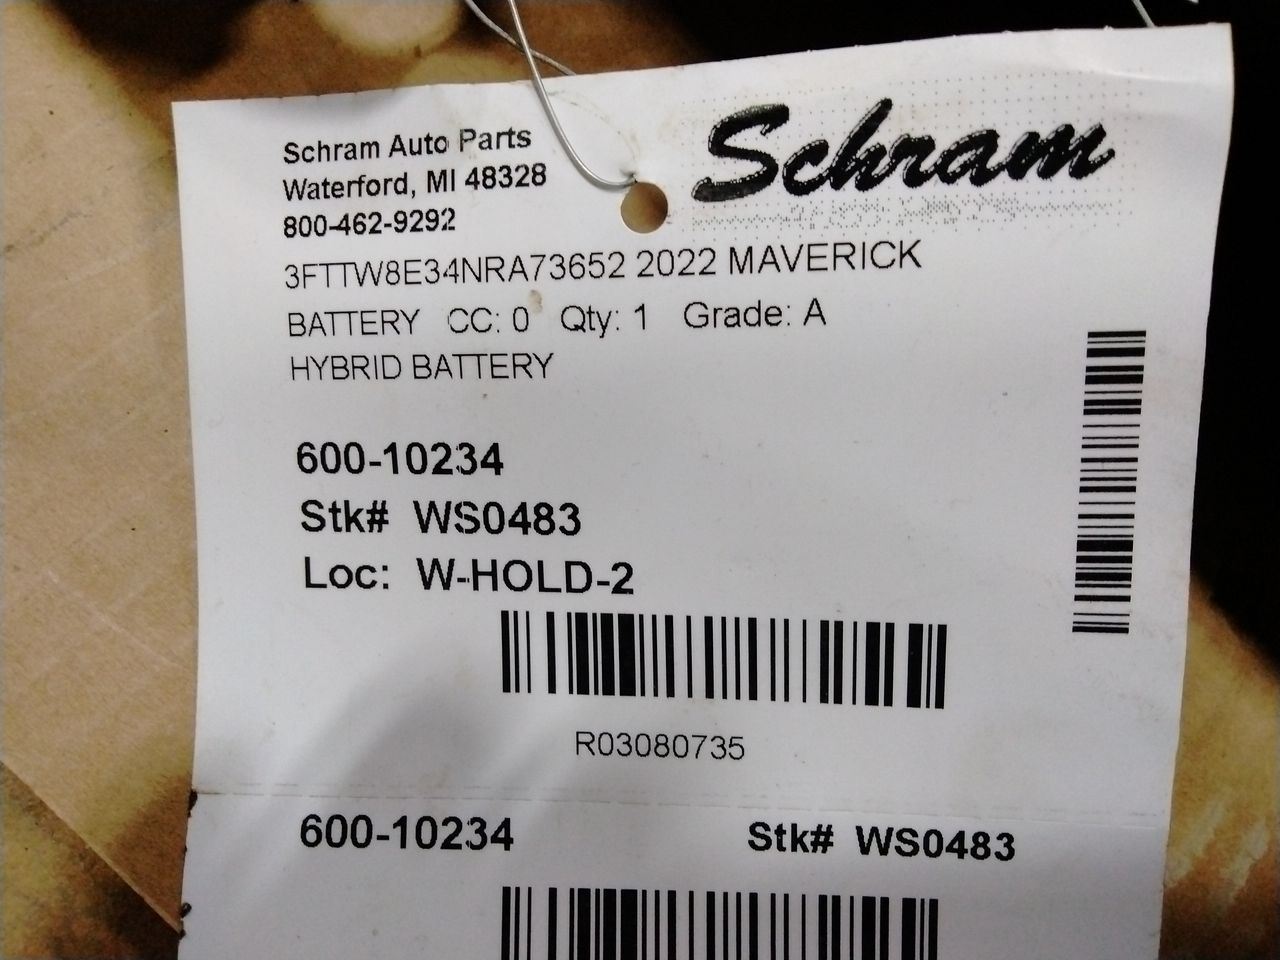 Schram Auto Parts
Waterford, MI 48328
800-462-9292
Schram
3FTTW8E34NRA73652 2022 MAVERICK
BATTERY CC: 0 Qty: 1 Grade: A
HYBRID BATTERY
600-10234
Stk# WS0483
Loc: W-HOLD-2
R03080735
600-10234 Stk# WS0483